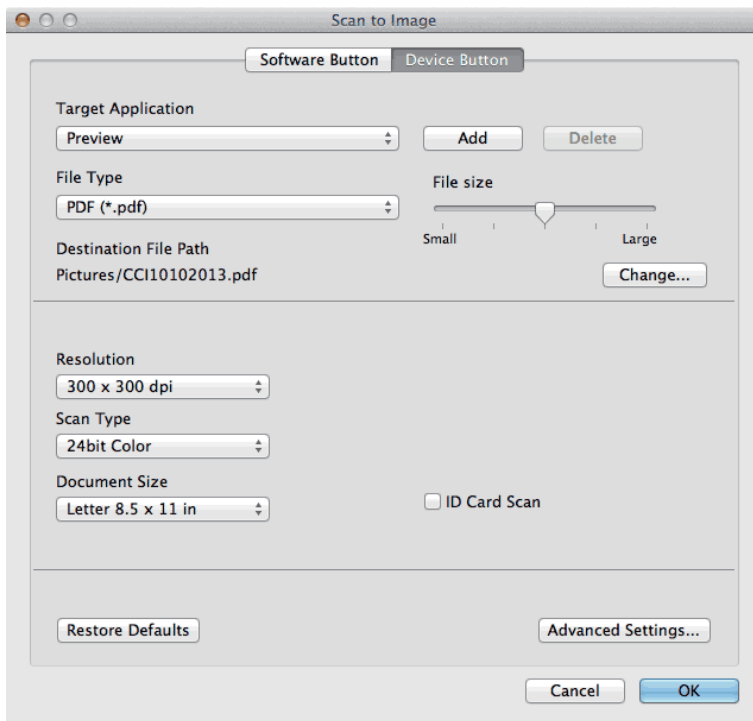 Scan to Image
Software Button Device Button
Target Application
Preview Add Delete
File Type File size
PDF (*.pdf)
Small Large
Destination File Path
Pictures/CCI10102013.pdf Change...
Resolution
300 x 300 dpi
Scan Type
24bit Color
Document Size
Letter 8.5 x 11 in ID Card Scan
Restore Defaults Advanced Settings...
Cancel OK